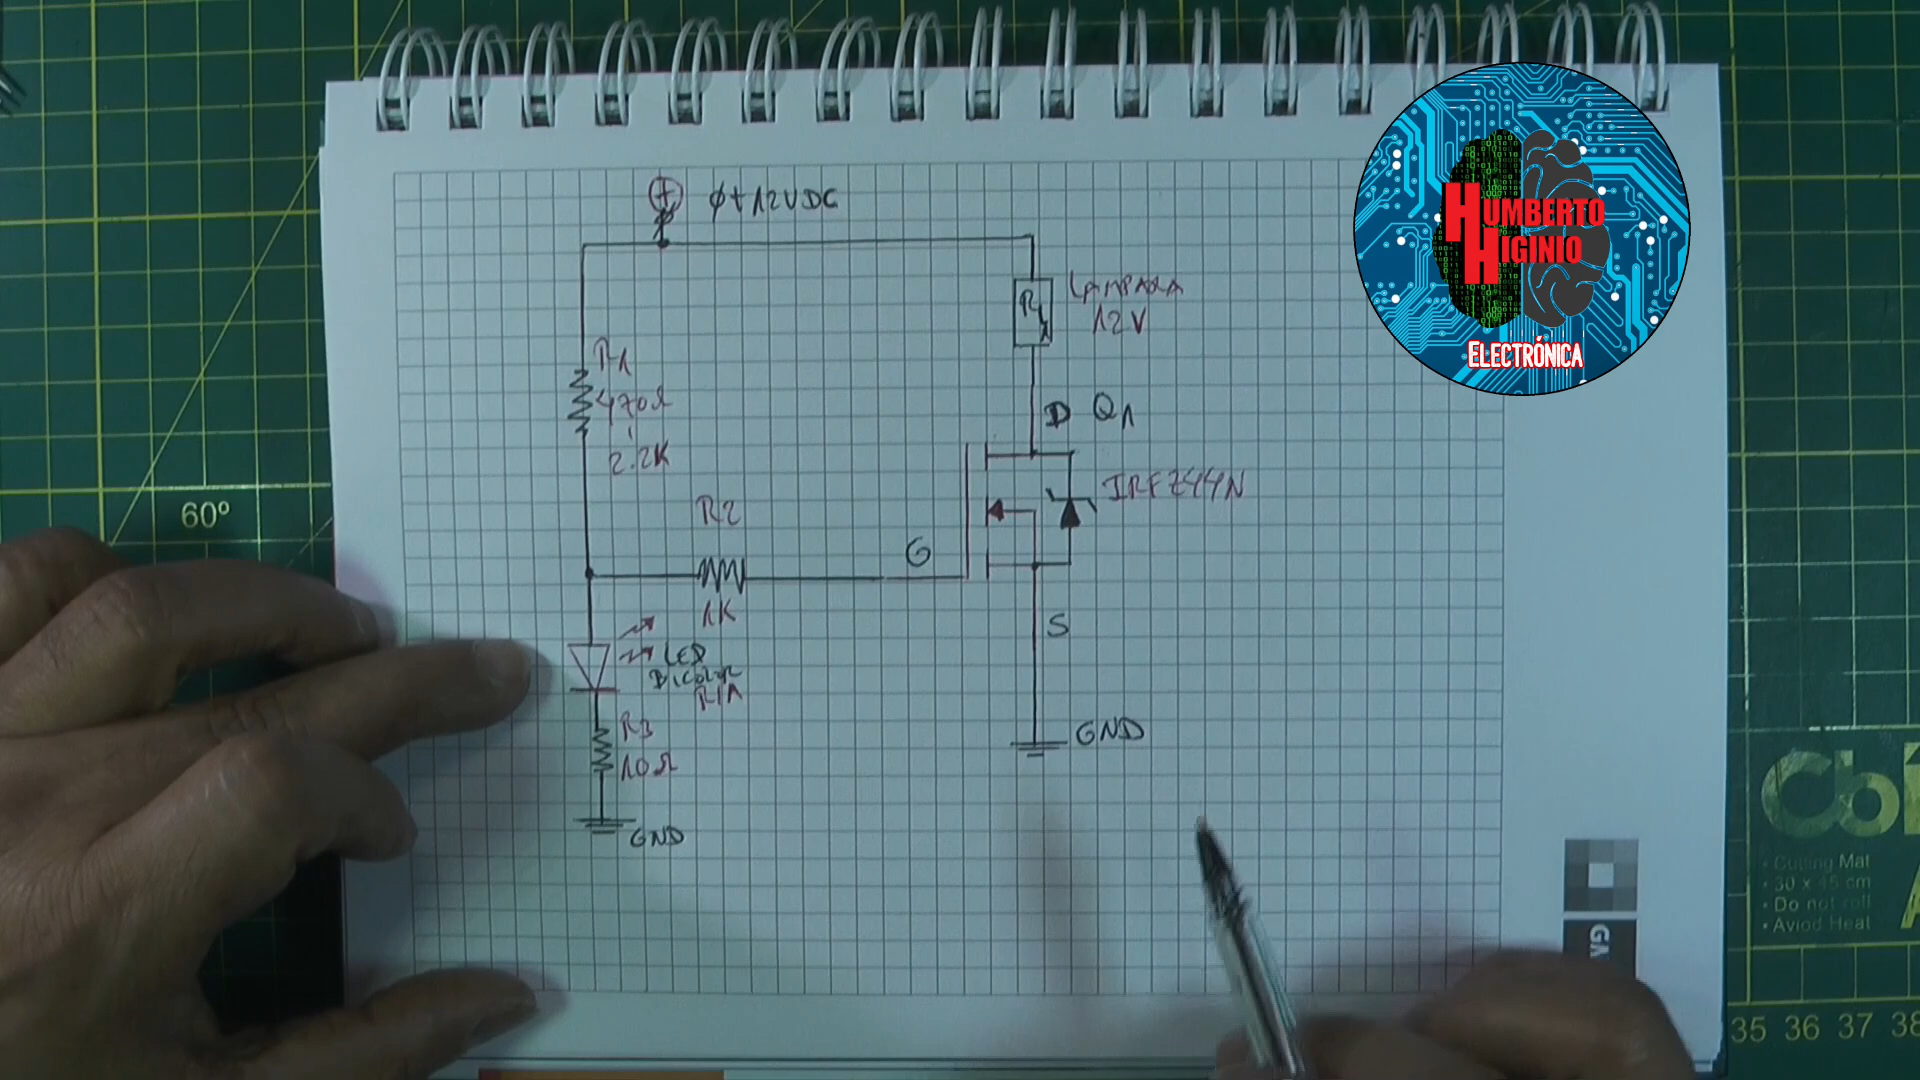 φ+12VDC
R1
470Ω
2.2K
R2
1K
LED
Bicolor
R/A
R3
10Ω
GND
RL
LAMPARA
12V
D Q1
IRFZ44N
G
S
GND
HUMBERTO
HIGINIO
ELECTRÓNICA
60°
Cutting Mat
30 x 45 cm
Do not roll
Aviod Heat
35 36 37 38